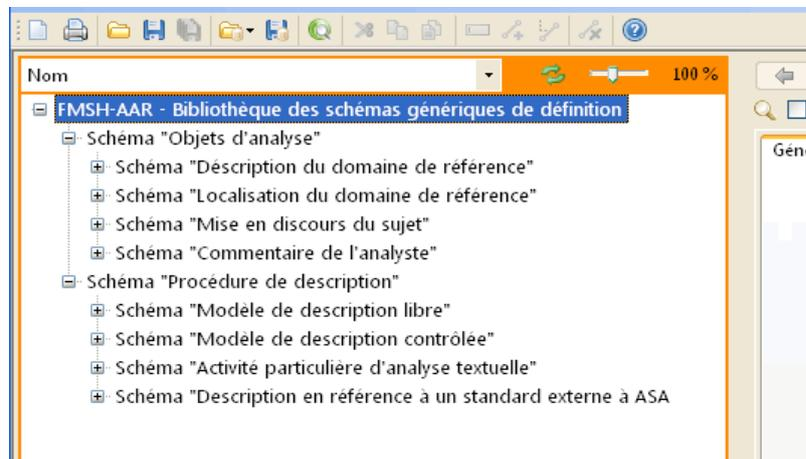 Nom
100 %
FMSH-AAR - Bibliothèque des schémas génériques de définition
Schéma "Objets d'analyse"
Schéma "Déscription du domaine de référence"
Schéma "Localisation du domaine de référence"
Schéma "Mise en discours du sujet"
Schéma "Commentaire de l'analyste"
Schéma "Procédure de description"
Schéma "Modèle de description libre"
Schéma "Modèle de description contrôlée"
Schéma "Activité particulière d'analyse textuelle"
Schéma "Description en référence à un standard externe à ASA